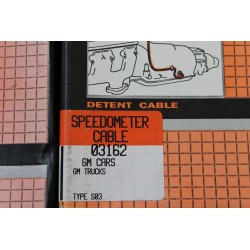 DETENT CABLE
SPEEDOMETER
CABLE
03162
GM CARS
GM TRUCKS
TYPE S03